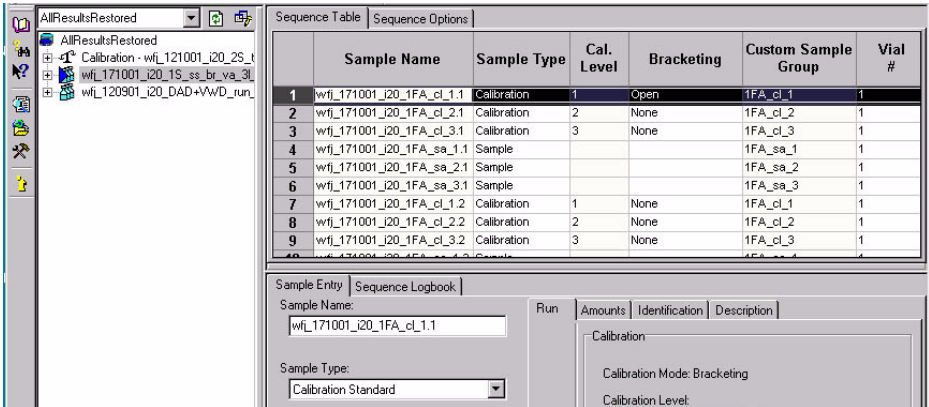 AllResultsRestored
AllResultsRestored
Calibration - wfj_121001_i20_2S_t
wfj_171001_i20_1S_ss_br_va_3l
wfj_120901_i20_DAD+VWD_run_
Sequence Table Sequence Options
Sample Name Sample Type Cal. Level Bracketing Custom Sample Group Vial #
1 wfj_171001_i20_1FA_cl_1.1 Calibration 1 Open 1FA_cl_1 1
2 wfj_171001_i20_1FA_cl_2.1 Calibration 2 None 1FA_cl_2 1
3 wfj_171001_i20_1FA_cl_3.1 Calibration 3 None 1FA_cl_3 1
4 wfj_171001_i20_1FA_sa_1.1 Sample 1FA_sa_1 1
5 wfj_171001_i20_1FA_sa_2.1 Sample 1FA_sa_2 1
6 wfj_171001_i20_1FA_sa_3.1 Sample 1FA_sa_3 1
7 wfj_171001_i20_1FA_cl_1.2 Calibration 1 None 1FA_cl_1 1
8 wfj_171001_i20_1FA_cl_2.2 Calibration 2 None 1FA_cl_2 1
9 wfj_171001_i20_1FA_cl_3.2 Calibration 3 None 1FA_cl_3 1
Sample Entry Sequence Logbook
Sample Name:
wfj_171001_i20_1FA_cl_1.1
Sample Type:
Calibration Standard
Run Amounts Identification Description
Calibration
Calibration Mode: Bracketing
Calibration Level: